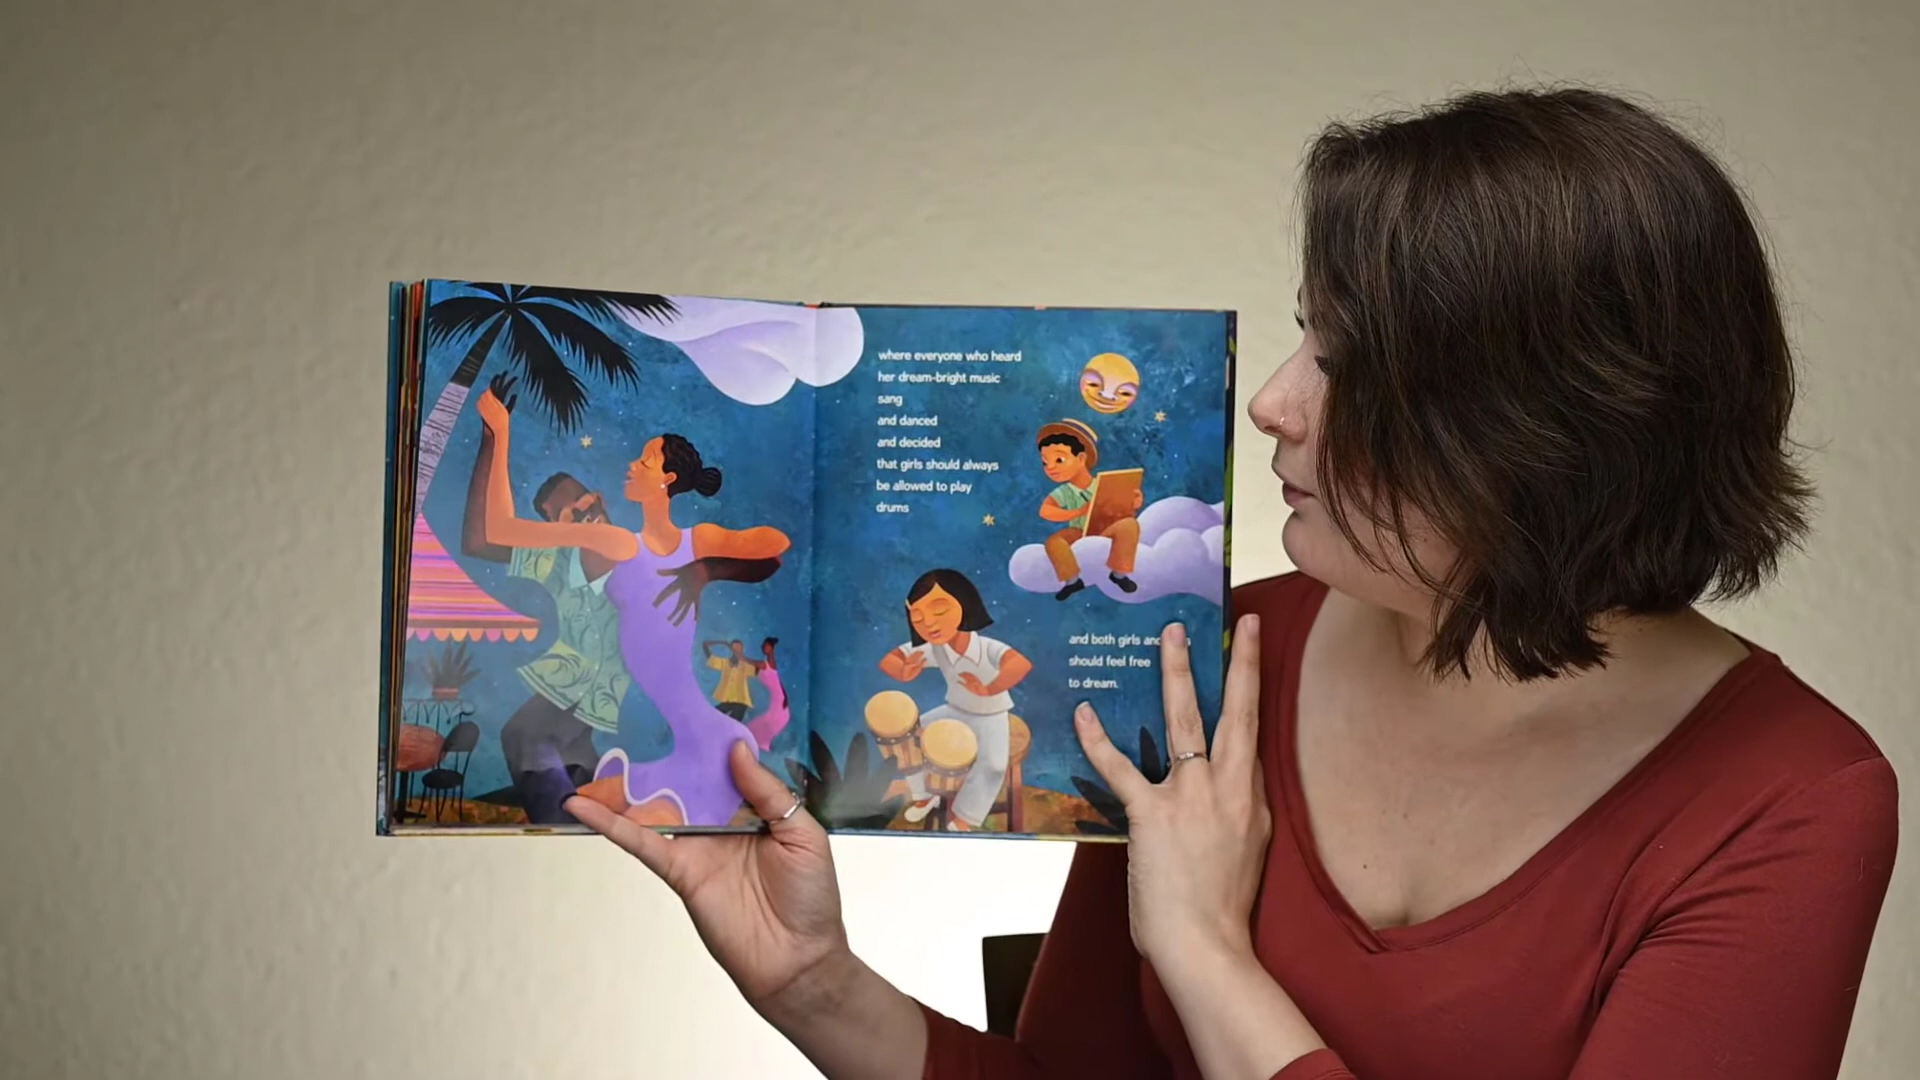 where everyone who heard
her dream-bright music
sang
and danced
and decided
that girls should always
be allowed to play
drums
and both girls and
should feel free
to dream.